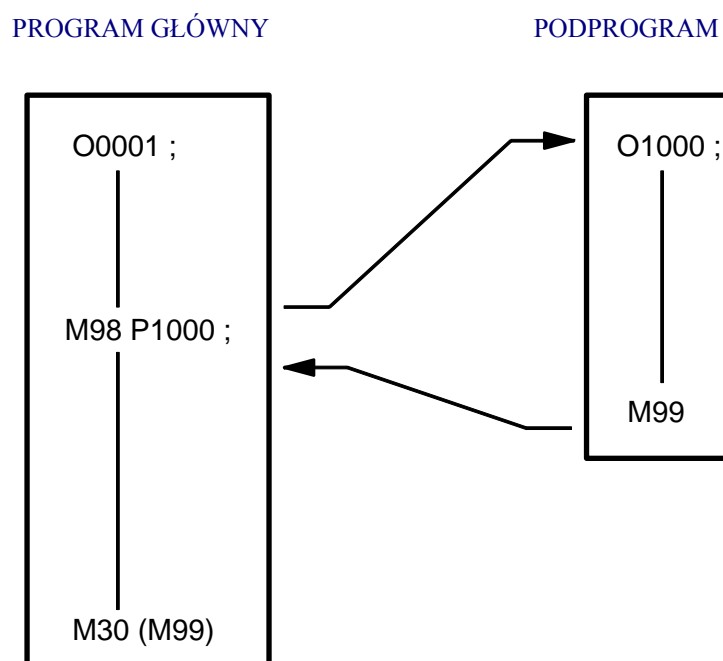 PROGRAM GŁÓWNY
PODPROGRAM
O0001 ;
M98 P1000 ;
M30 (M99)
O1000 ;
M99